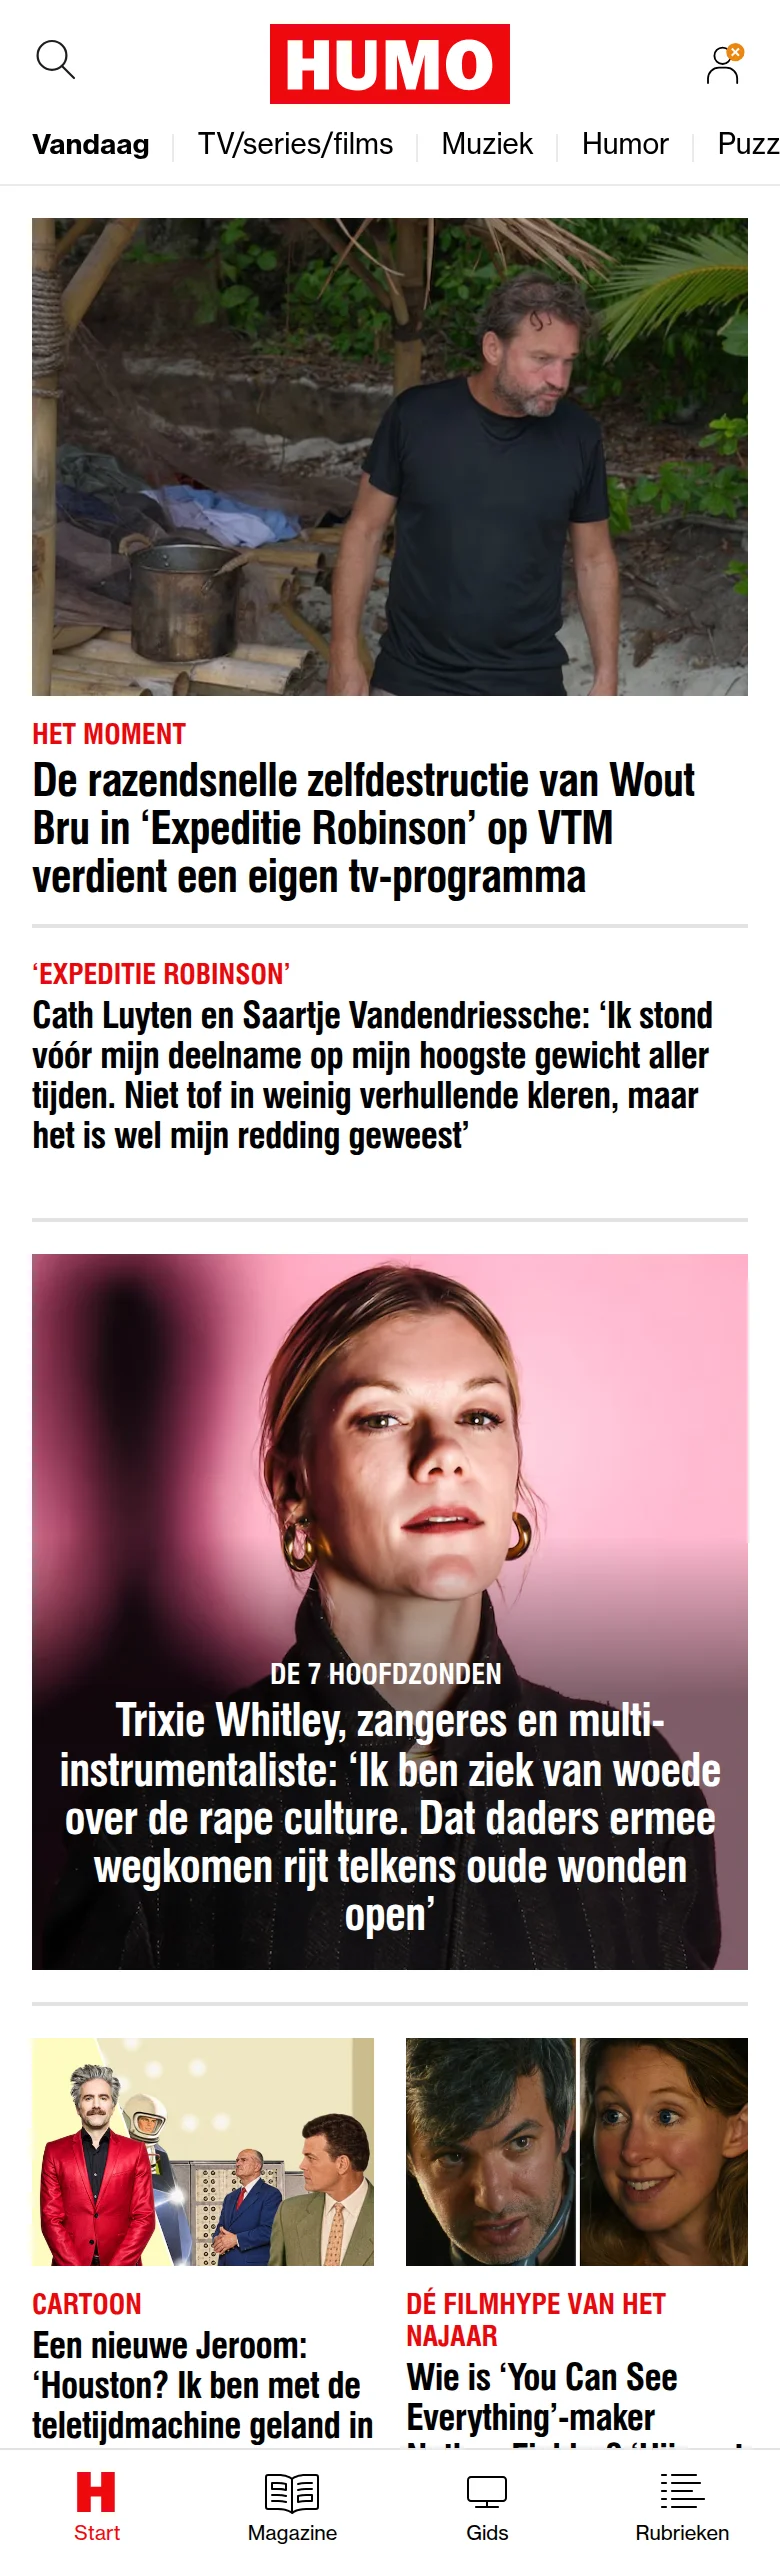 HUMO
Vandaag
TV/series/films
Muziek
Humor
Puzz
HET MOMENT
De razendsnelle zelfdestructie van Wout
Bru in ‘Expeditie Robinson’ op VTM
verdient een eigen tv-programma
‘EXPEDITIE ROBINSON’
Cath Luyten en Saartje Vandendriessche: ‘Ik stond
vóór mijn deelname op mijn hoogste gewicht aller
tijden. Niet tof in weinig verhullende kleren, maar
het is wel mijn redding geweest’
DE 7 HOOFDZONDEN
Trixie Whitley, zangeres en multi-
instrumentaliste: ‘Ik ben ziek van woede
over de rape culture. Dat daders ermee
wegkomen rijt telkens oude wonden
open’
CARTOON
Een nieuwe Jeroom:
‘Houston? Ik ben met de
teletijdmachine geland in
DÉ FILMHYPE VAN HET
NAJAAR
Wie is ‘You Can See
Everything’-maker
H
Start
Magazine
Gids
Rubrieken